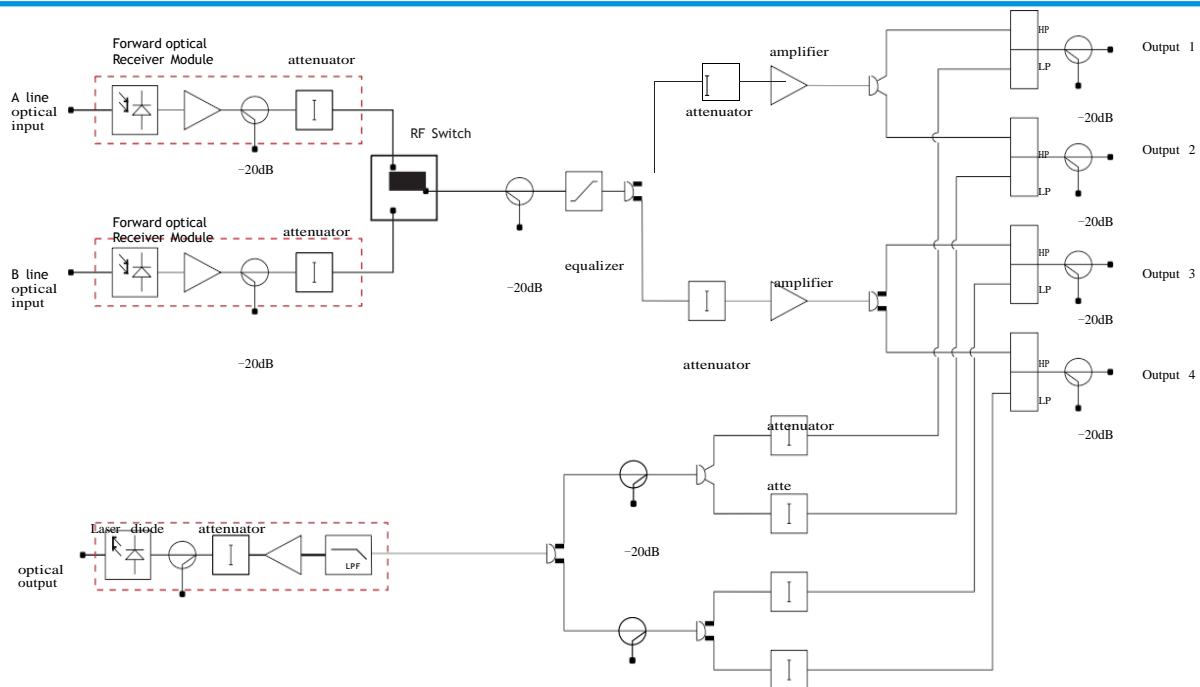 Forward optical
Receiver Module
attenuator
A line
optical
input
-20dB
RF Switch
amplifier
attenuator
HP
LP
Output 1
-20dB
HP
LP
Output 2
-20dB
Forward optical
Receiver Module
attenuator
B line
optical
input
-20dB
equalizer
-20dB
amplifier
attenuator
HP
LP
Output 3
-20dB
HP
LP
Output 4
-20dB
attenuator
atte
-20dB
Laser diode
attenuator
LPF
optical
output